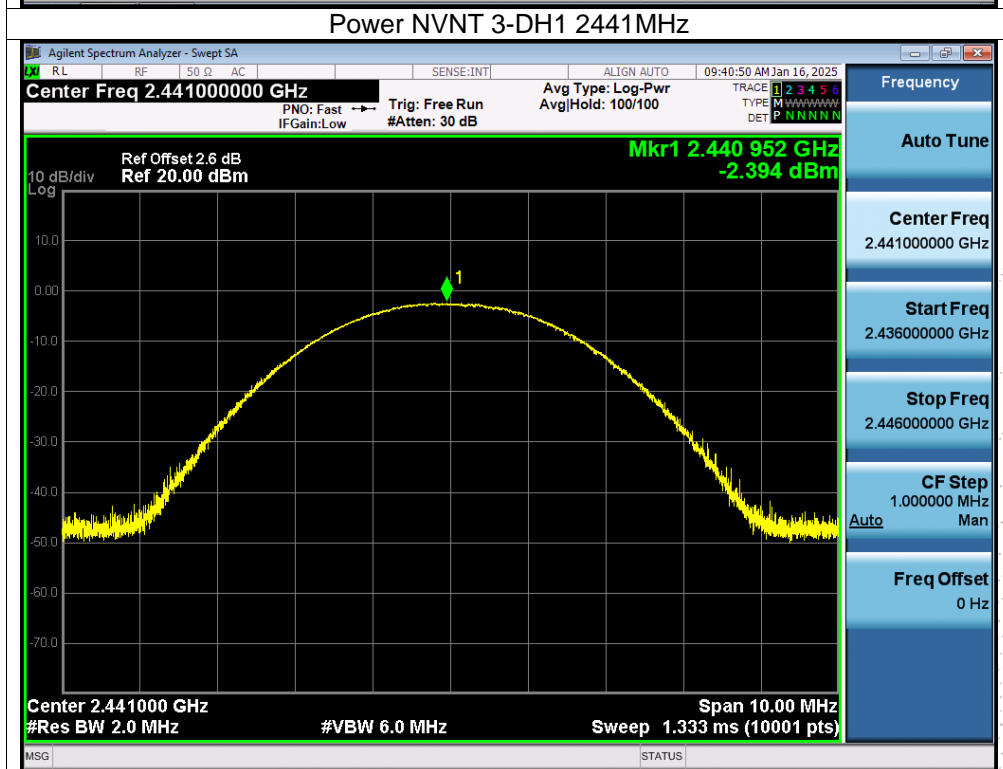 Power NVNT 3-DH1 2441MHz
Agilent Spectrum Analyzer - Swept SA
LXI RL RF 50 Ω AC SENSE:INT ALIGN AUTO 09:40:50 AM Jan 16, 2025
Center Freq 2.441000000 GHz
PNO: Fast
IFGain:Low
Trig: Free Run
#Atten: 30 dB
Avg Type: Log-Pwr
Avg|Hold: 100/100
TRACE 1 2 3 4 5 6
TYPE M WWWWW
DET P N N N N N
Ref Offset 2.6 dB
Ref 20.00 dBm
10 dB/div
Log
Mkr1 2.440 952 GHz
-2.394 dBm
1
10.0
0.00
-10.0
-20.0
-30.0
-40.0
-50.0
-60.0
-70.0
Center 2.441000 GHz
Span 10.00 MHz
#Res BW 2.0 MHz
#VBW 6.0 MHz
Sweep 1.333 ms (10001 pts)
MSG
STATUS
Frequency
Auto Tune
Center Freq
2.441000000 GHz
Start Freq
2.436000000 GHz
Stop Freq
2.446000000 GHz
CF Step
1.000000 MHz
Auto Man
Freq Offset
0 Hz